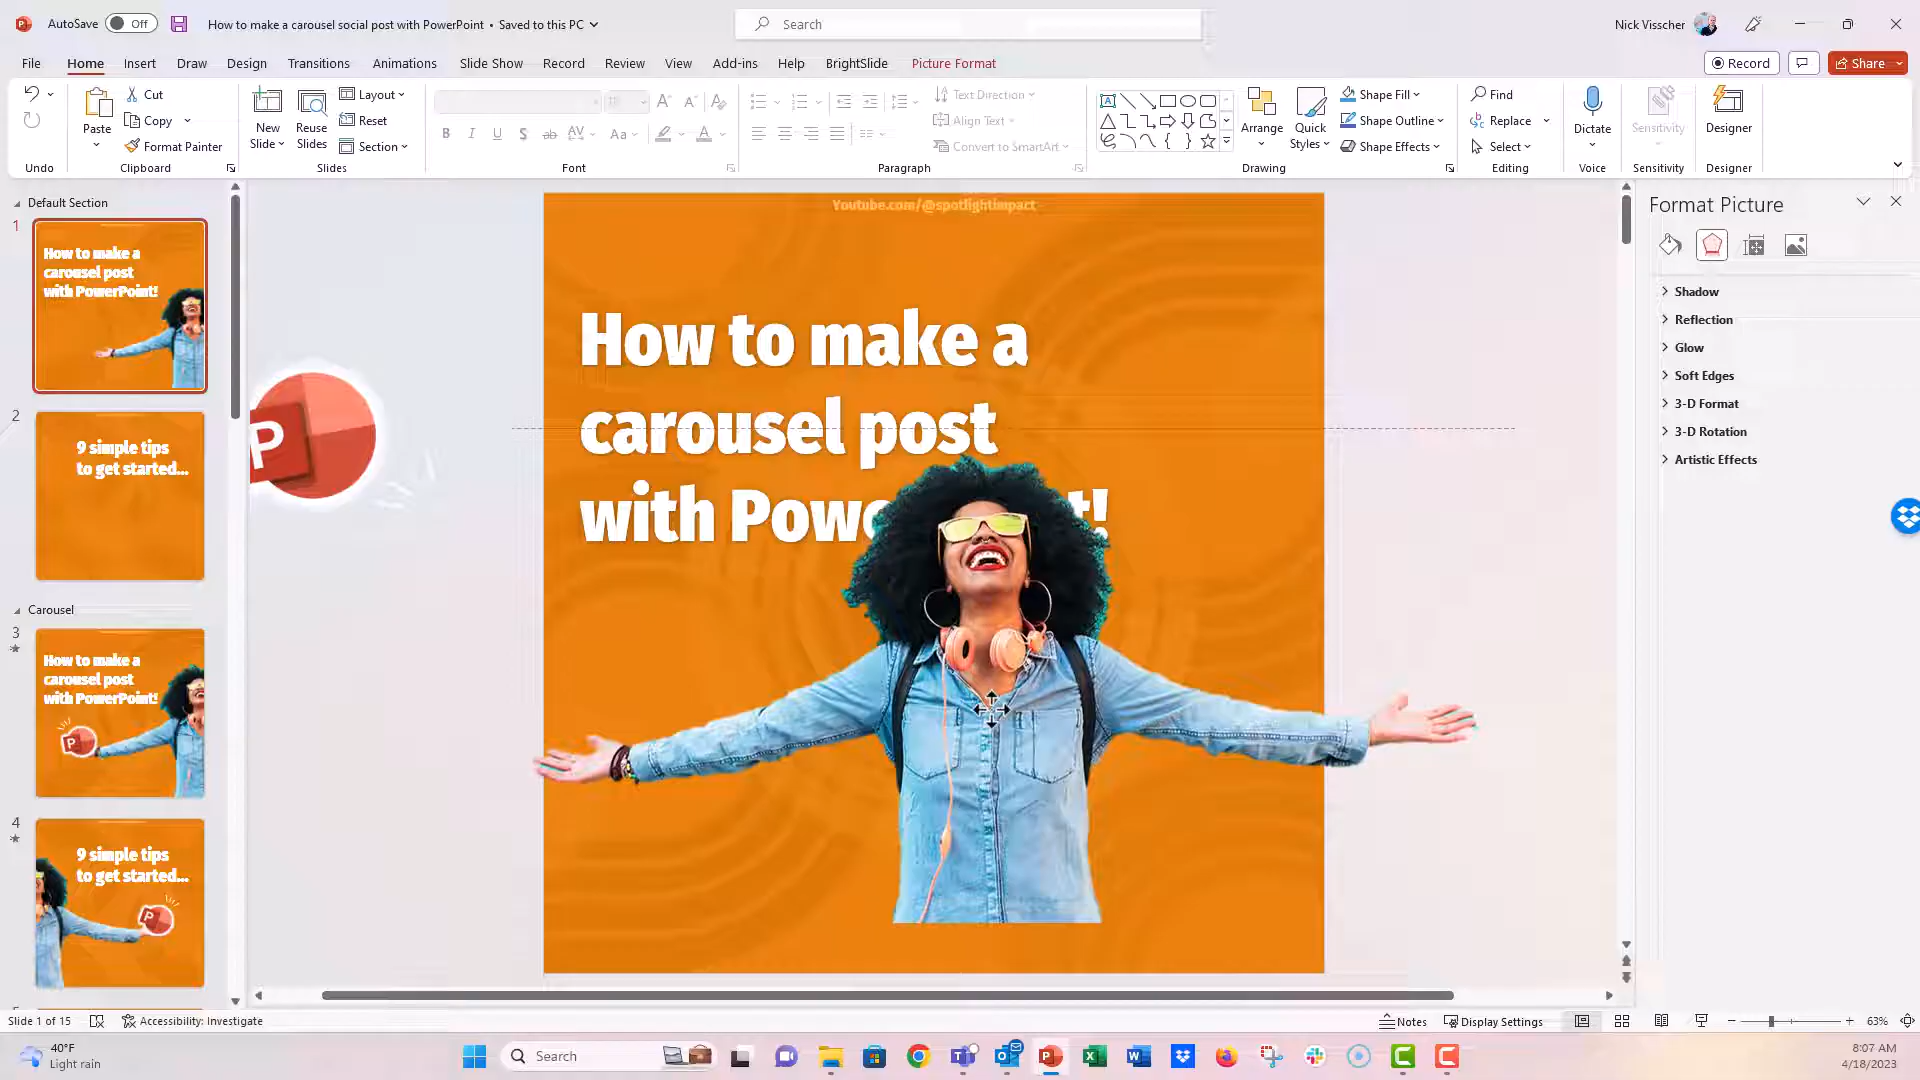 AutoSave Off
How to make a carousel social post with PowerPoint • Saved to this PC
Search
Nick Visscher
File Home Insert Draw Design Transitions Animations Slide Show Record Review View Add-ins Help BrightSlide Picture Format
Record
Share
Paste
Cut
Copy
Format Painter
New
Slide
Reuse
Slides
Layout
Reset
Section
Text Direction
Align Text
Convert to SmartArt
Arrange
Quick
Styles
Shape Fill
Shape Outline
Shape Effects
Find
Replace
Select
Dictate
Sensitivity
Designer
Undo Clipboard Slides Font Paragraph Drawing Editing Voice Sensitivity Designer
Default Section
1
How to make a
carousel post
with PowerPoint!
2
9 simple tips
to get started...
Carousel
3
How to make a
carousel post
with PowerPoint!
P
4
9 simple tips
to get started...
P
P
Youtube.com/@spotlightimpact
How to make a
carousel post
with Powe t!
Format Picture
Shadow
Reflection
Glow
Soft Edges
3-D Format
3-D Rotation
Artistic Effects
Slide 1 of 15
Accessibility: Investigate
Notes
Display Settings
63%
40°F
Light rain
Search
8:07 AM
4/18/2023